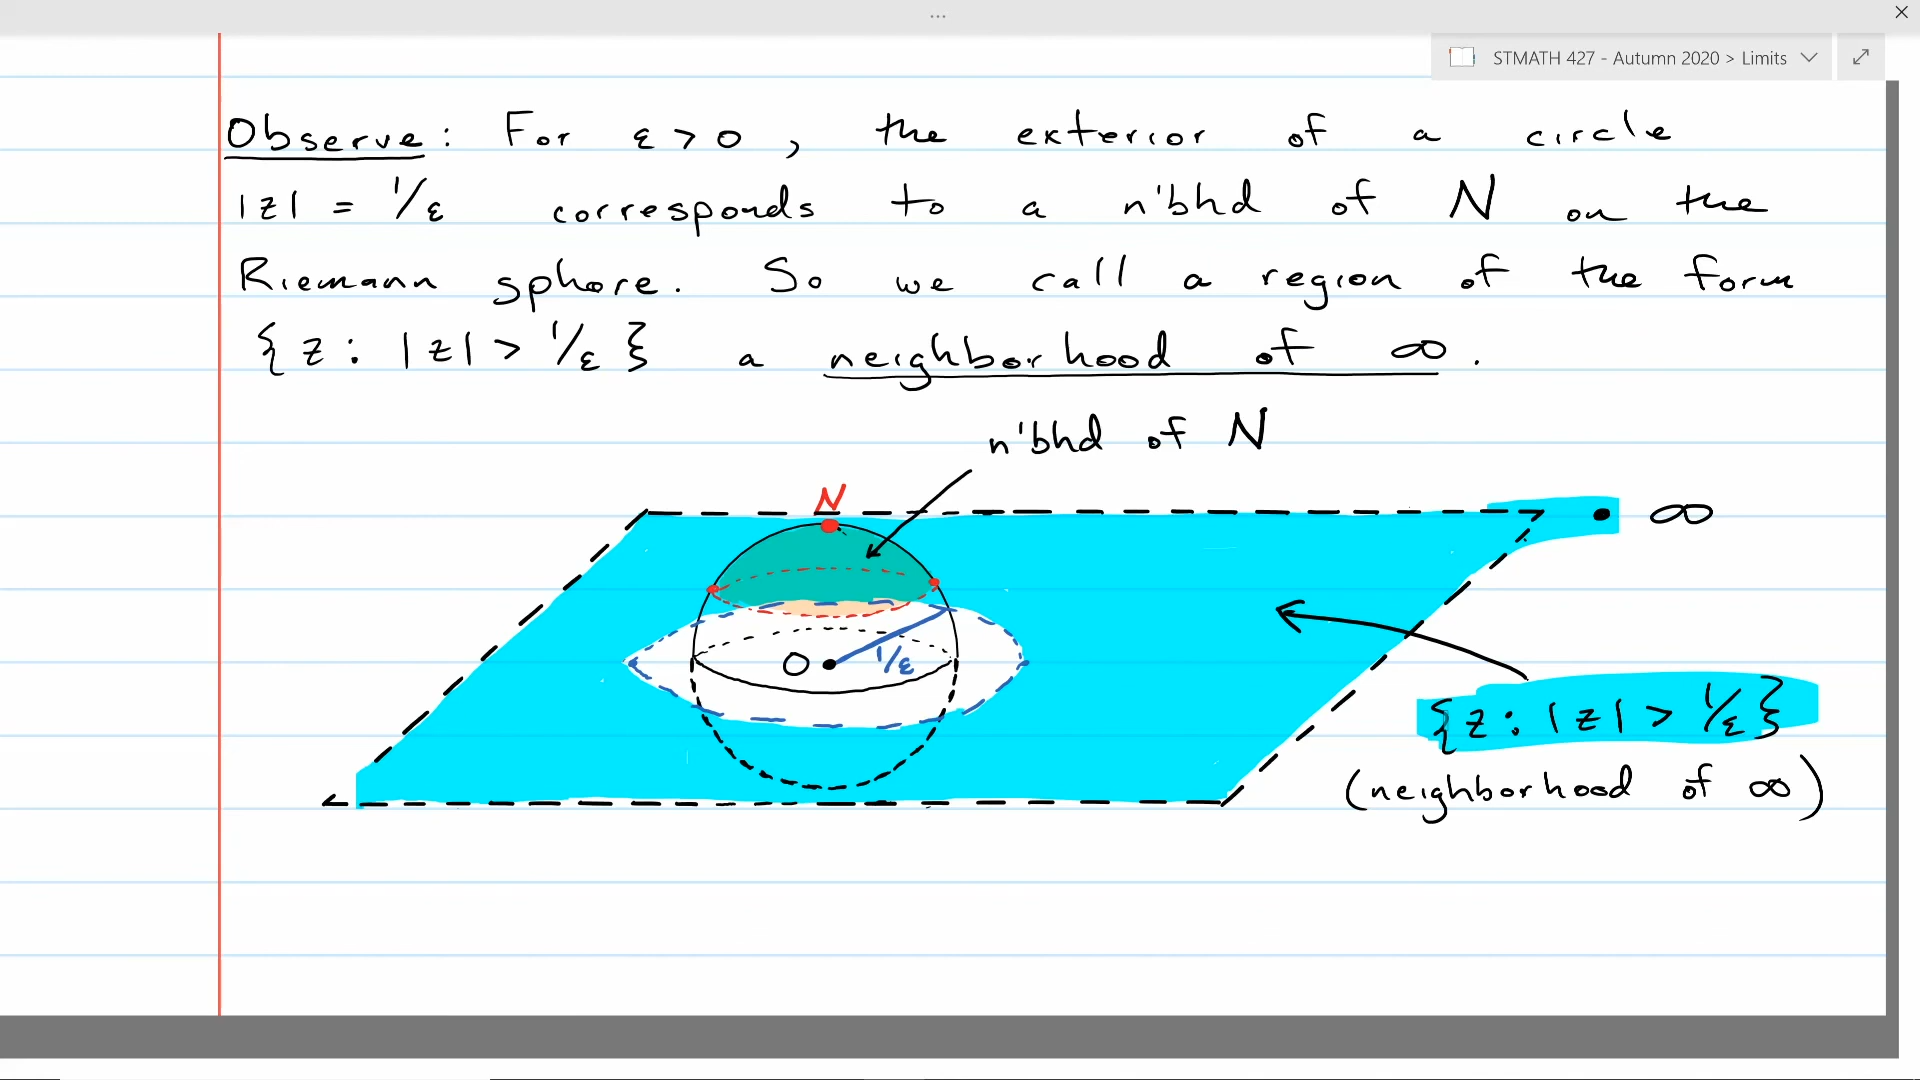 STMATH 427 - Autumn 2020 > Limits
Observe: For ε > 0, the exterior of a circle
|z| = 1/ε corresponds to a n'bhd of N on the
Riemann sphere. So we call a region of the form
{z: |z| > 1/ε} a neighborhood of ∞.
n'bhd of N
N
∞
0
1/ε
{z: |z| > 1/ε}
(neighborhood of ∞)